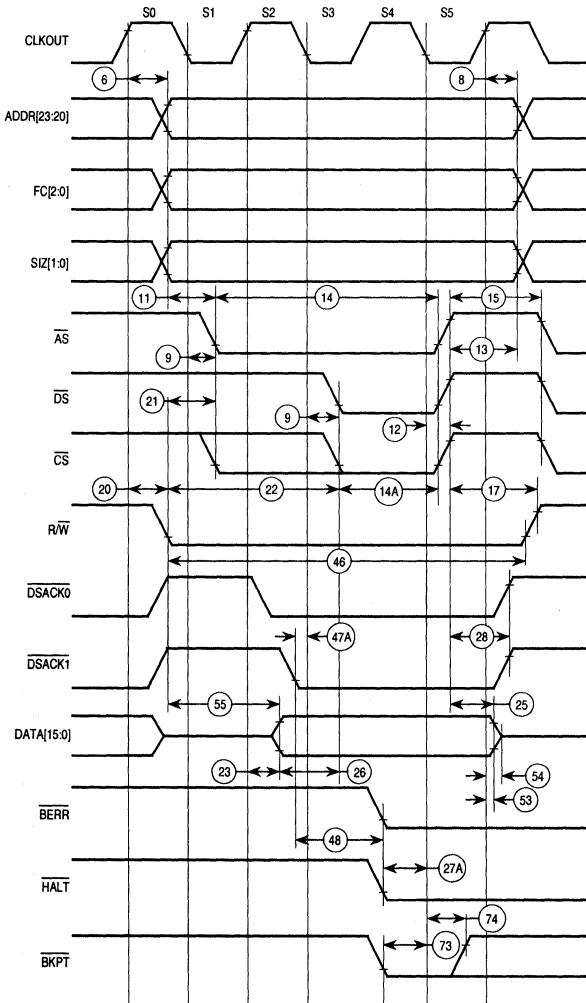 S0 S1 S2 S3 S4 S5
CLKOUT
6 8
ADDR[23:20]
FC[2:0]
SIZ[1:0]
11 14 15
AS
13
9
DS
21 9
12
CS
20 22 14A 17
R/W
46
DSACK0
47A 28
DSACK1
55 25
DATA[15:0]
23 26 54
53
BERR
48
27A
HALT
74
73
BKPT